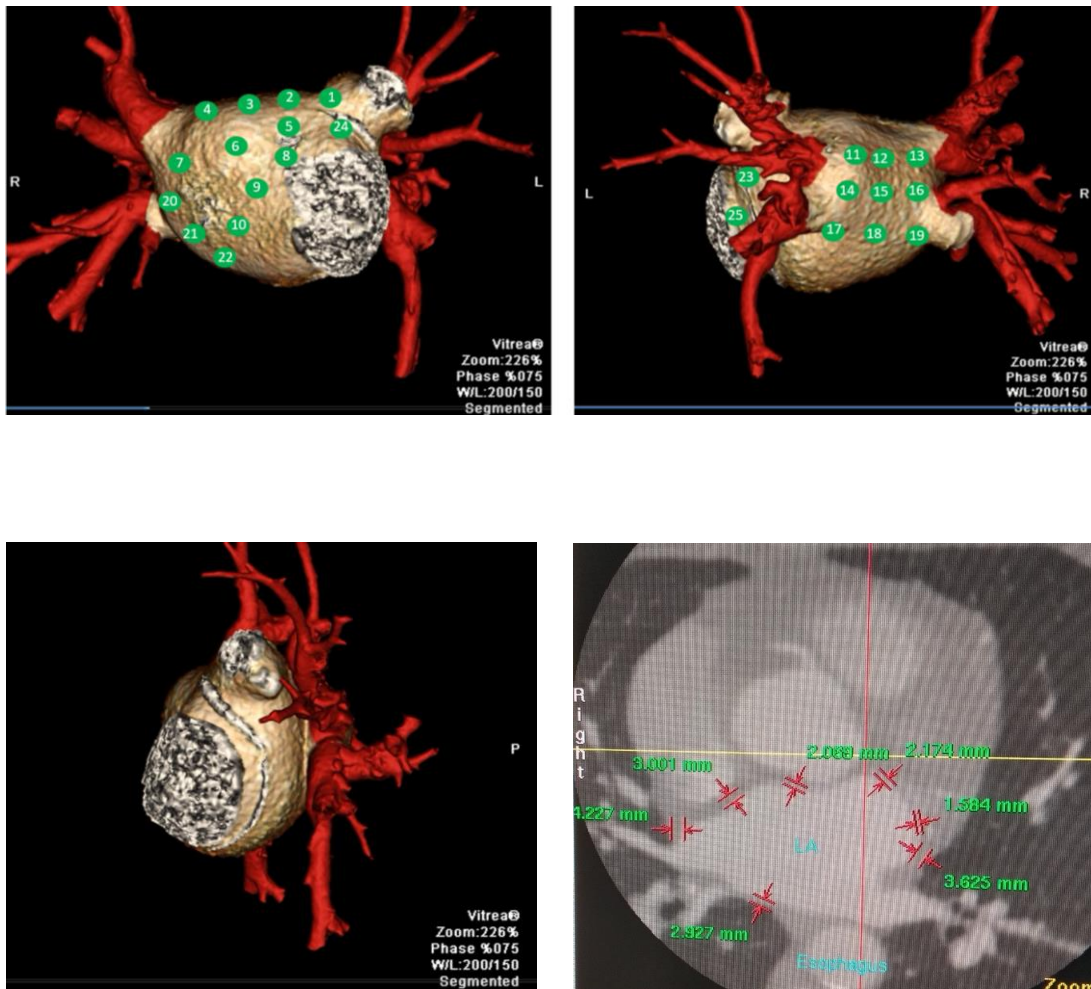 1
2
3
4
5
24
6
8
7
9
20
10
21
22
R
L
Vitrea®
Zoom:226%
Phase %075
W/L:200/150
Segmented
11
12
13
23
14
15
16
25
17
18
19
L
R
Vitrea®
Zoom:226%
Phase %075
W/L:200/150
Segmented
P
Vitrea®
Zoom:226%
Phase %075
W/L:200/150
Segmented
Right
3.001 mm
2.174 mm
4.227 mm
1.584 mm
LA
3.625 mm
2.927 mm
Esophagus
Zoom